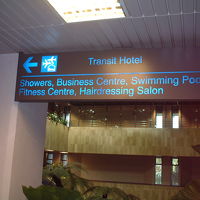 Transit Hotel
Showers, Business Centre, Swimming Poo
Fitness Centre, Hairdressing Salon